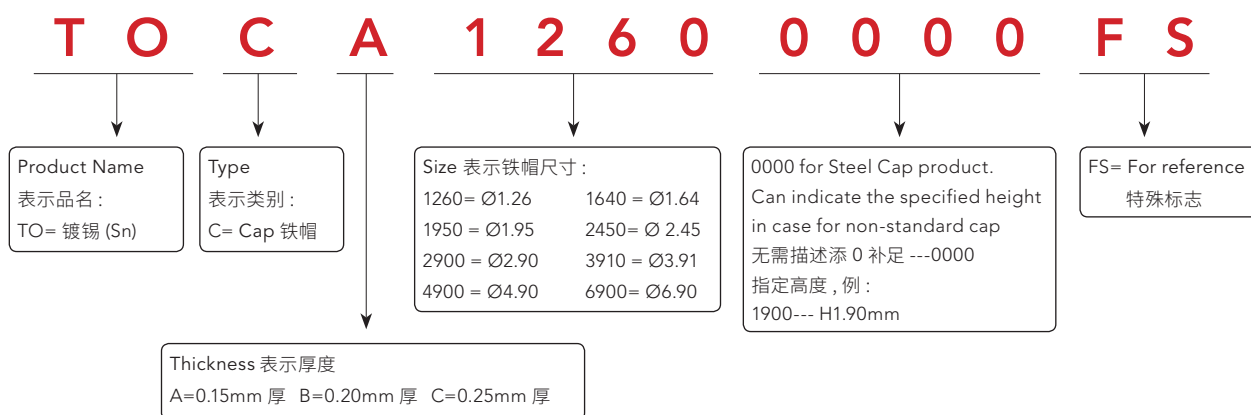 T O C A 1 2 6 0 0 0 0 0 F S
Product Name
表示品名 :
TO= 镀锡 (Sn)
Type
表示类别 :
C= Cap 铁帽
Size 表示铁帽尺寸 :
1260= Ø1.26 1640 = Ø1.64
1950 = Ø1.95 2450= Ø 2.45
2900 = Ø2.90 3910 = Ø3.91
4900 = Ø4.90 6900= Ø6.90
0000 for Steel Cap product.
Can indicate the specified height
in case for non-standard cap
无需描述添 0 补足 ---0000
指定高度 , 例 :
1900--- H1.90mm
FS= For reference
特殊标志
Thickness 表示厚度
A=0.15mm 厚 B=0.20mm 厚 C=0.25mm 厚